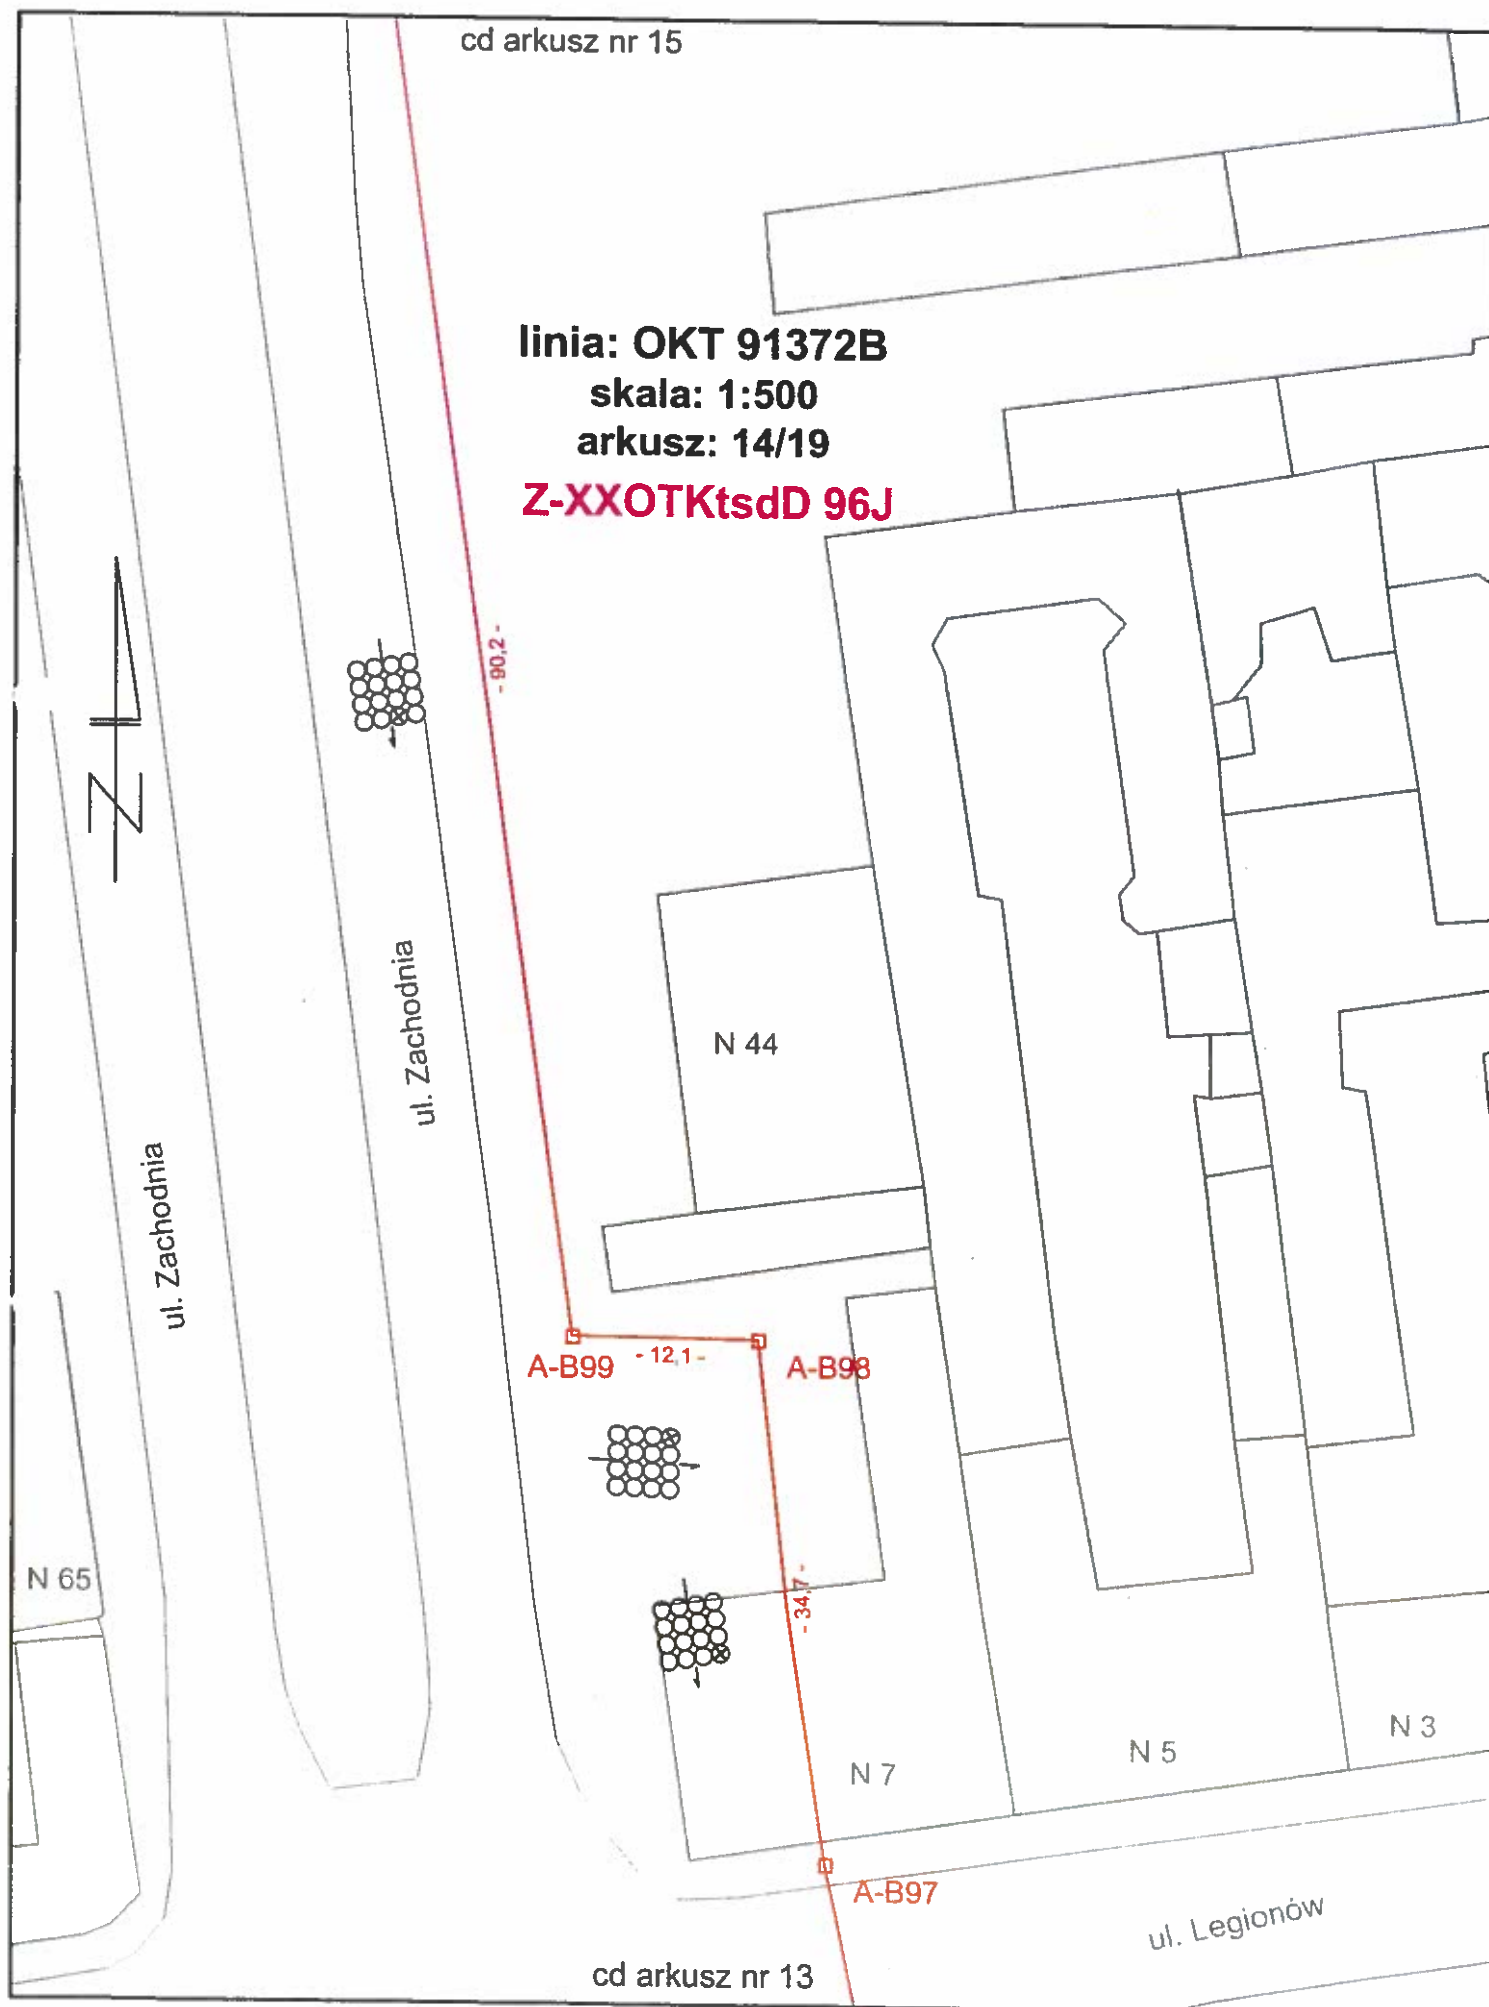 cd arkusz nr 15
linia: OKT 91372B
skala: 1:500
arkusz: 14/19
Z-XXOTKtsdD 96J
- 90,2 -
N
ul. Zachodnia
N 44
ul. Zachodnia
A-B99
- 12,1 -
A-B98
N 65
- 34,7 -
N 3
N 5
N 7
A-B97
ul. Legionów
cd arkusz nr 13